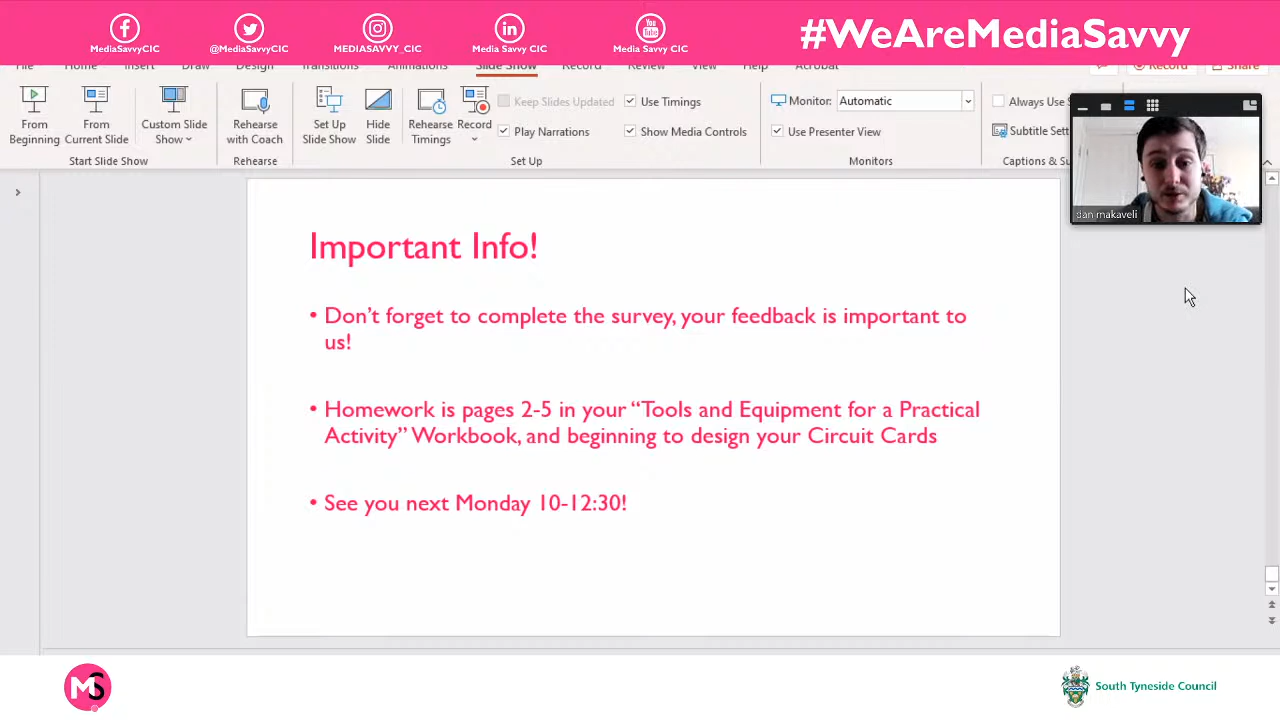 MediaSavvyCIC
@MediaSavvyCIC
MEDIASAVVY_CIC
Media Savvy CIC
You Tube
Media Savvy CIC
#WeAreMediaSavvy
File Home Insert Draw Design Transitions Animations Slide Show Record Review View Help Acrobat
Record
Share
From Beginning
From Current Slide
Custom Slide Show
Start Slide Show
Rehearse with Coach
Rehearse
Set Up Slide Show
Hide Slide
Rehearse Timings
Record
Keep Slides Updated
Use Timings
Play Narrations
Show Media Controls
Set Up
Monitor: Automatic
Use Presenter View
Monitors
Always Use
Subtitle
Captions &
dan makaveli
Important Info!
• Don’t forget to complete the survey, your feedback is important to
us!
• Homework is pages 2-5 in your “Tools and Equipment for a Practical
Activity” Workbook, and beginning to design your Circuit Cards
• See you next Monday 10-12:30!
MS
South Tyneside Council